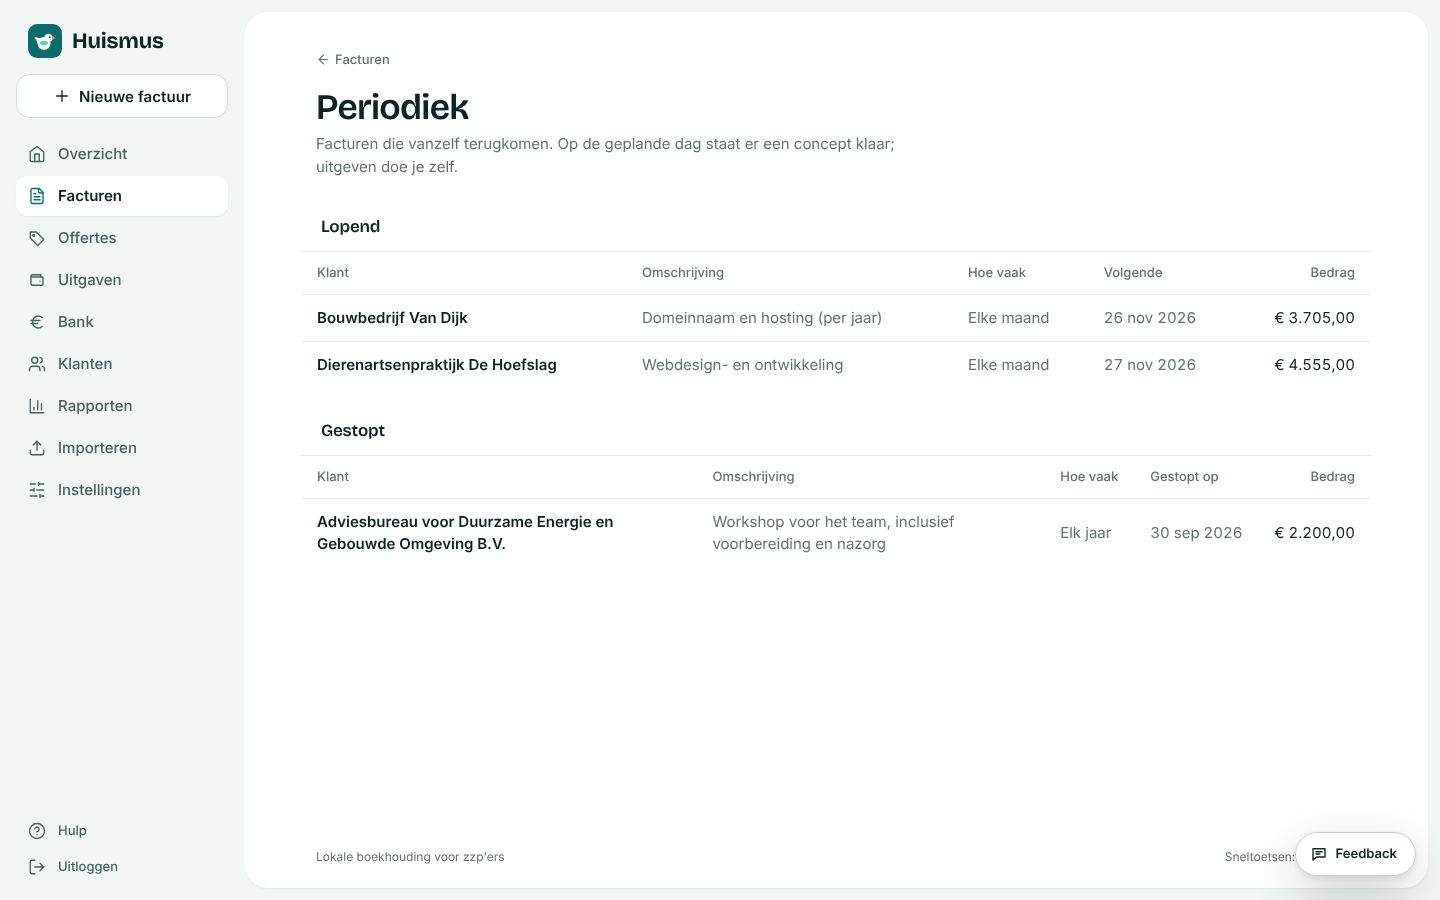 Huismus
Nieuwe factuur
Overzicht
Facturen
Offertes
Uitgaven
Bank
Klanten
Rapporten
Importeren
Instellingen
Hulp
Uitloggen
Facturen
Periodiek
Facturen die vanzelf terugkomen. Op de geplande dag staat er een concept klaar;
uitgeven doe je zelf.
Lopend
Klant Omschrijving Hoe vaak Volgende Bedrag
Bouwbedrijf Van Dijk Domeinnaam en hosting (per jaar) Elke maand 26 nov 2026 € 3.705,00
Dierenartsenpraktijk De Hoefslag Webdesign- en ontwikkeling Elke maand 27 nov 2026 € 4.555,00
Gestopt
Klant Omschrijving Hoe vaak Gestopt op Bedrag
Adviesbureau voor Duurzame Energie en
Gebouwde Omgeving B.V.
Workshop voor het team, inclusief
voorbereiding en nazorg
Elk jaar 30 sep 2026 € 2.200,00
Lokale boekhouding voor zzp'ers
Sneltoetsen:
Feedback